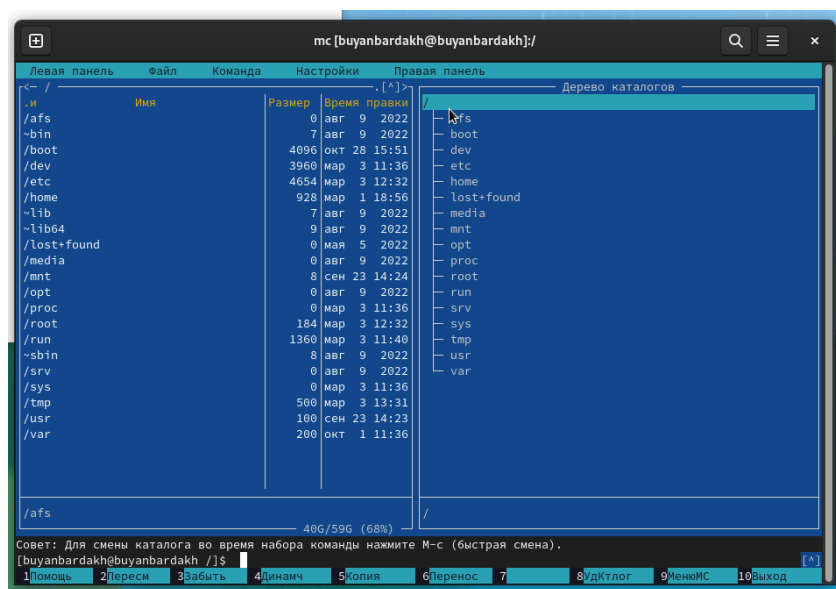 mc [buyanbardakh@buyanbardakh]:/
Левая панель Файл Команда Настройки Правая панель
<─ / .[^]> Дерево каталогов
.и Имя Размер Время правки /
/afs 0 авг 9 2022 afs
~bin 7 авг 9 2022 boot
/boot 4096 окт 28 15:51 dev
/dev 3960 мар 3 11:36 etc
/etc 4654 мар 3 12:32 home
/home 928 мар 1 18:56 lost+found
~lib 7 авг 9 2022 media
~lib64 9 авг 9 2022 mnt
/lost+found 0 мая 5 2022 opt
/media 0 авг 9 2022 proc
/mnt 8 сен 23 14:24 root
/opt 0 авг 9 2022 run
/proc 0 мар 3 11:36 srv
/root 184 мар 3 12:32 sys
/run 1360 мар 3 11:40 tmp
~sbin 8 авг 9 2022 usr
/srv 0 авг 9 2022 var
/sys 0 мар 3 11:36
/tmp 500 мар 3 13:31
/usr 100 сен 23 14:23
/var 200 окт 1 11:36
/afs /
40G/59G (68%)
Совет: Для смены каталога во время набора команды нажмите M-c (быстрая смена).
[buyanbardakh@buyanbardakh /]$ [^]
1Помощь 2Пересм 3Забыть 4Динамч 5Копия 6Перенос 7 8УдКтлог 9МенюMC 10Выход